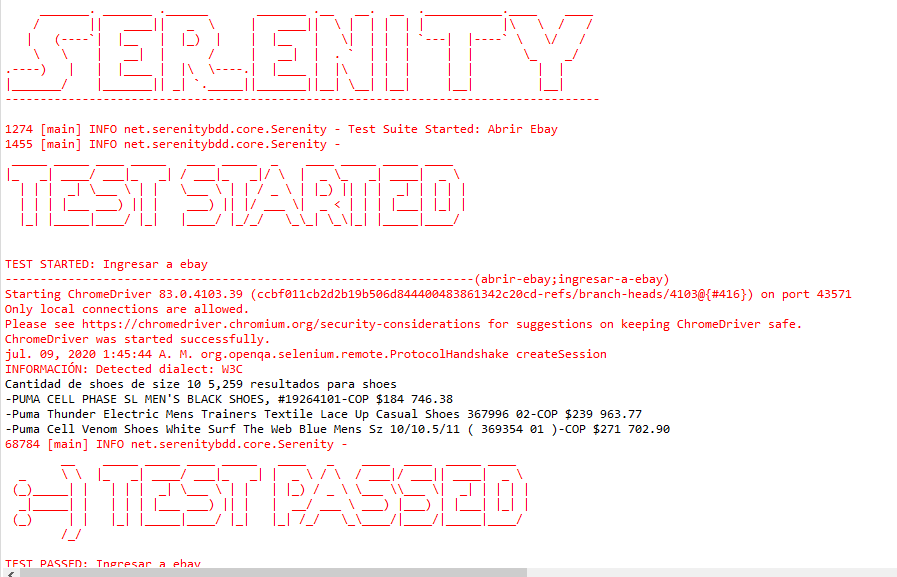 SERENITY
--------------------------------------------------------------------------------
1274 [main] INFO net.serenitybdd.core.Serenity - Test Suite Started: Abrir Ebay
1455 [main] INFO net.serenitybdd.core.Serenity -
TEST STARTED
TEST STARTED: Ingresar a ebay
---------------------------------------------------------------(abrir-ebay;ingresar-a-ebay)
Starting ChromeDriver 83.0.4103.39 (ccbf011cb2d2b19b506d844400483861342c20cd-refs/branch-heads/4103@{#416}) on port 43571
Only local connections are allowed.
Please see https://chromedriver.chromium.org/security-considerations for suggestions on keeping ChromeDriver safe.
ChromeDriver was started successfully.
jul. 09, 2020 1:45:44 A. M. org.openqa.selenium.remote.ProtocolHandshake createSession
INFORMACIÓN: Detected dialect: W3C
Cantidad de shoes de size 10 5,259 resultados para shoes
-PUMA CELL PHASE SL MEN'S BLACK SHOES, #19264101-COP $184 746.38
-Puma Thunder Electric Mens Trainers Textile Lace Up Casual Shoes 367996 02-COP $239 963.77
-Puma Cell Venom Shoes White Surf The Web Blue Mens Sz 10/10.5/11 ( 369354 01 )-COP $271 702.90
68784 [main] INFO net.serenitybdd.core.Serenity -
:-) TEST PASSED
TEST PASSED: Ingresar a ebay